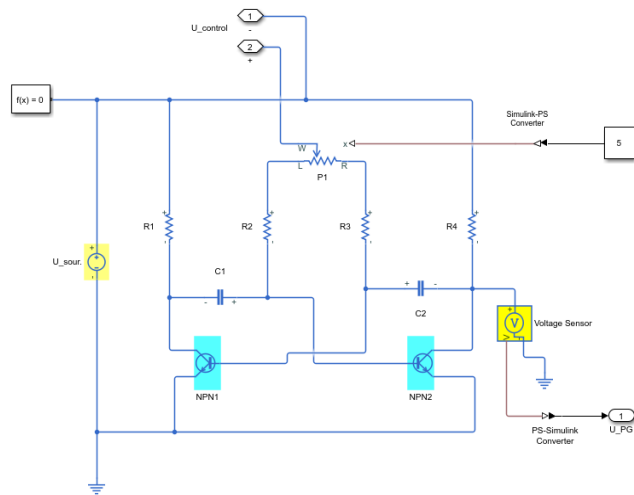 1
U_control
-
2
+
f(x) = 0
Simulink-PS
Converter
5
W
x
L
R
P1
+
+
+
+
R1
R2
R3
R4
-
-
-
-
+
U_sour.
-
C1
-
+
+
-
C2
+
V
V
Voltage Sensor
NPN1
NPN2
1
PS-Simulink
Converter
U_PG